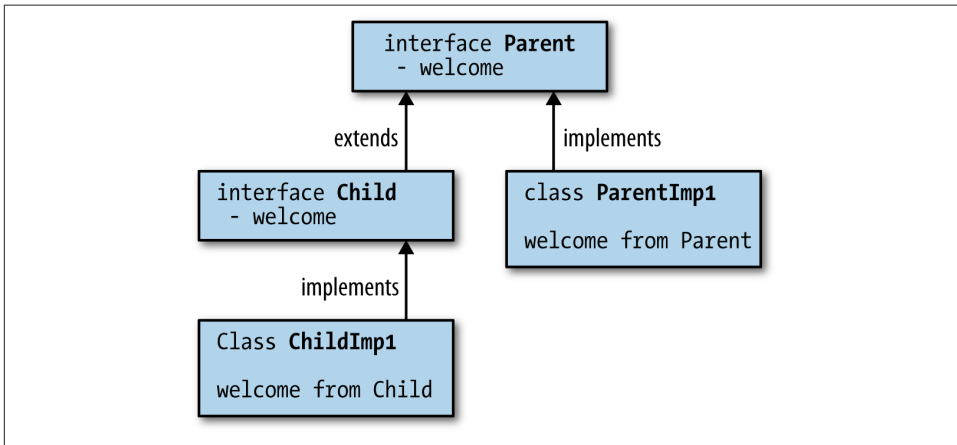 interface Parent
- welcome
extends
implements
interface Child
- welcome
class ParentImp1
welcome from Parent
implements
Class ChildImp1
welcome from Child